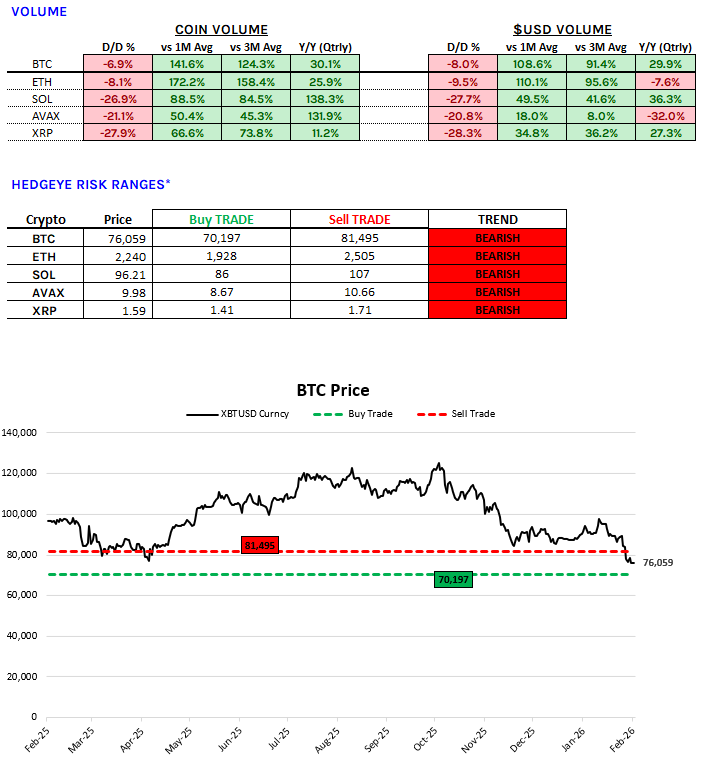 VOLUME
COIN VOLUME $USD VOLUME
D/D % vs 1M Avg vs 3M Avg Y/Y (Qtrly) D/D % vs 1M Avg vs 3M Avg Y/Y (Qtrly)
BTC -6.9% 141.6% 124.3% 30.1% -8.0% 108.6% 91.4% 29.9%
ETH -8.1% 172.2% 158.4% 25.9% -9.5% 110.1% 95.6% -7.6%
SOL -26.9% 88.5% 84.5% 138.3% -27.7% 49.5% 41.6% 36.3%
AVAX -21.1% 50.4% 45.3% 131.9% -20.8% 18.0% 8.0% -32.0%
XRP -27.9% 66.6% 73.8% 11.2% -28.3% 34.8% 36.2% 27.3%
HEDGEYE RISK RANGES*
Crypto Price Buy TRADE Sell TRADE TREND
BTC 76,059 70,197 81,495 BEARISH
ETH 2,240 1,928 2,505 BEARISH
SOL 96.21 86 107 BEARISH
AVAX 9.98 8.67 10.66 BEARISH
XRP 1.59 1.41 1.71 BEARISH
BTC Price
XBTUSD Curncy Buy Trade Sell Trade
140,000
120,000
100,000
81,495
80,000
76,059
70,197
60,000
40,000
20,000
0
Feb-25 Mar-25 Apr-25 May-25 Jun-25 Jul-25 Aug-25 Sep-25 Oct-25 Nov-25 Dec-25 Jan-26 Feb-26